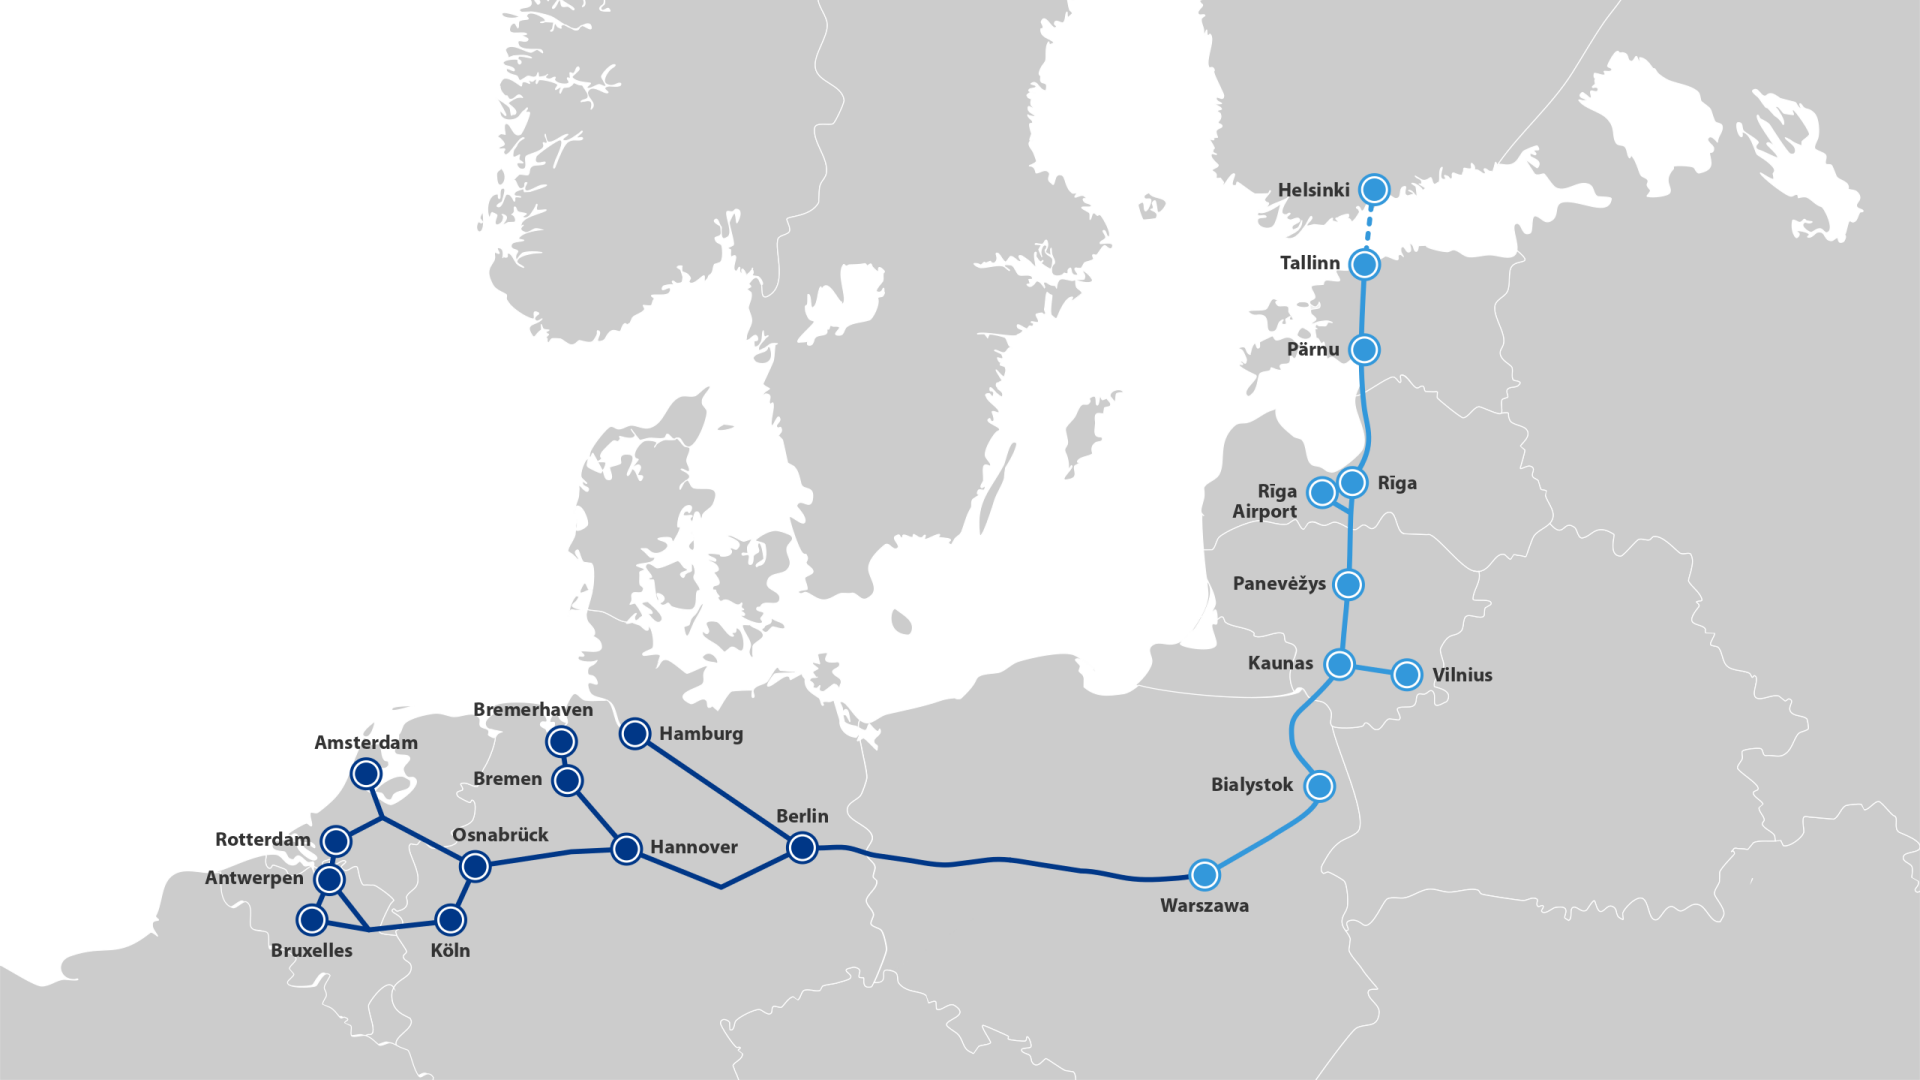 Helsinki
Tallinn
Pärnu
Rīga
Rīga
Airport
Panevėžys
Kaunas
Vilnius
Bremerhaven
Hamburg
Amsterdam
Bremen
Bialystok
Berlin
Rotterdam
Osnabrück
Hannover
Antwerpen
Warszawa
Bruxelles
Köln